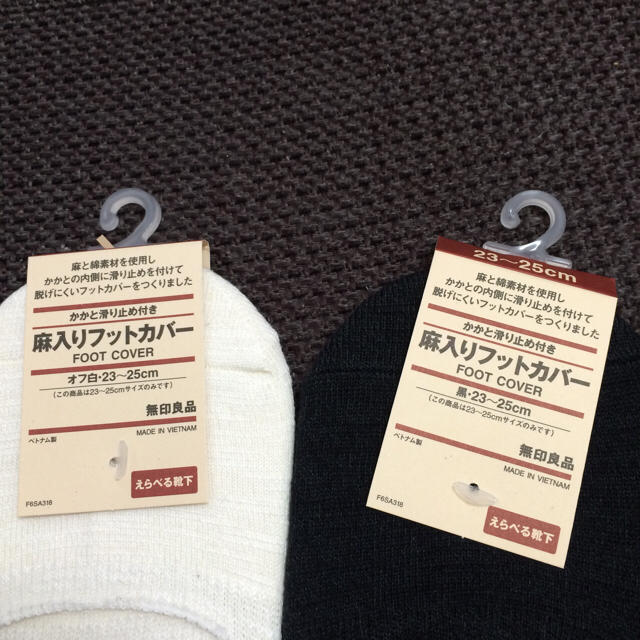 麻と綿素材を使用し
かかとの内側に滑り止めを付けて
脱げにくいフットカバーをつくりました
かかと滑り止め付き
麻入りフットカバー
FOOT COVER
オフ白・23〜25cm
(この商品は23〜25cmサイズのみです)
無印良品
ベトナム製
MADE IN VIETNAM
えらべる靴下
F6SA318
23〜25cm
麻と綿素材を使用し
かかとの内側に滑り止めを付けて
脱げにくいフットカバーをつくりました
かかと滑り止め付き
麻入りフットカバー
FOOT COVER
黒・23〜25cm
(この商品は23〜25cmサイズのみです)
無印良品
ベトナム製
MADE IN VIETNAM
えらべる靴下
F6SA318